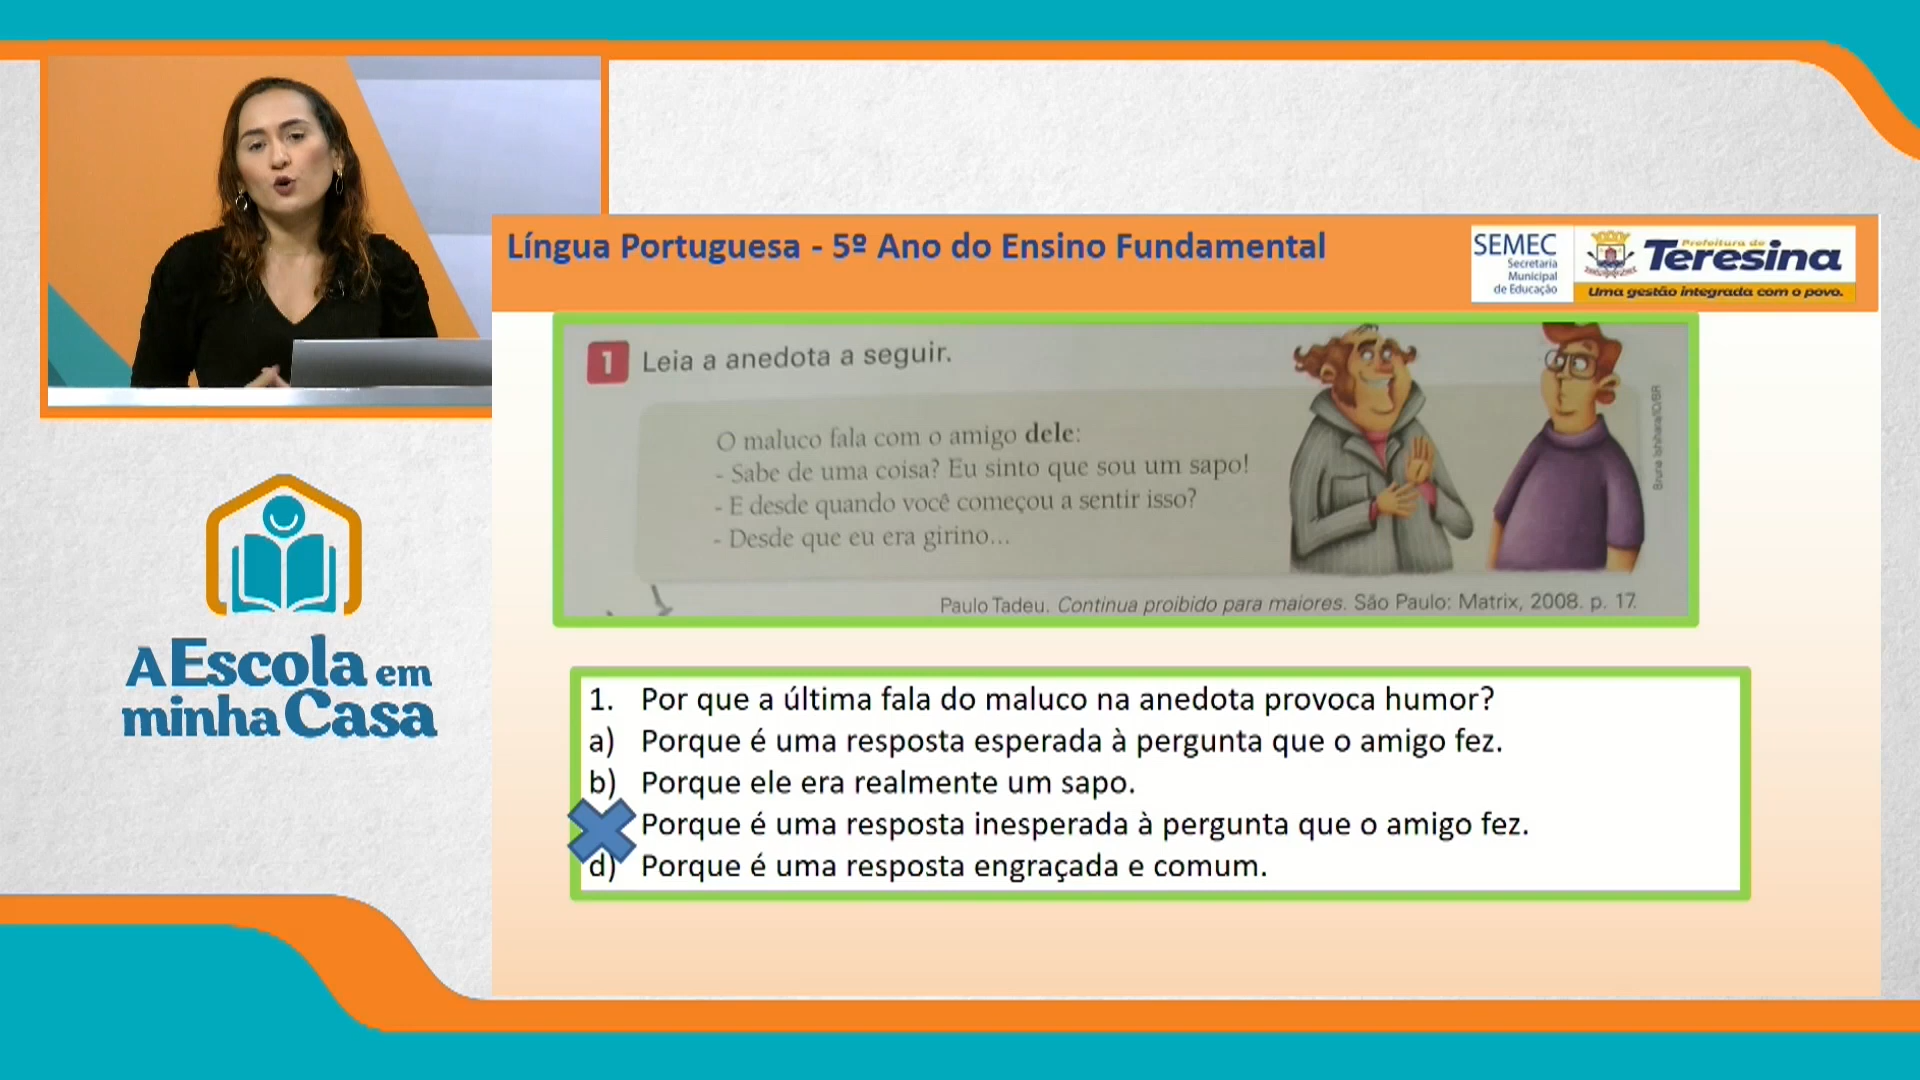 Língua Portuguesa - 5º Ano do Ensino Fundamental
SEMEC
Secretaria
Municipal
de Educação
Prefeitura de
Teresina
Uma gestão integrada com o povo.
1 Leia a anedota a seguir.
O maluco fala com o amigo dele:
- Sabe de uma coisa? Eu sinto que sou um sapo!
- E desde quando você começou a sentir isso?
- Desde que eu era girino...
Bruna Ishihara/ID/BR
Paulo Tadeu. Continua proibido para maiores. São Paulo: Matrix, 2008. p. 17.
A Escola em
minha Casa
1. Por que a última fala do maluco na anedota provoca humor?
a) Porque é uma resposta esperada à pergunta que o amigo fez.
b) Porque ele era realmente um sapo.
Porque é uma resposta inesperada à pergunta que o amigo fez.
d) Porque é uma resposta engraçada e comum.